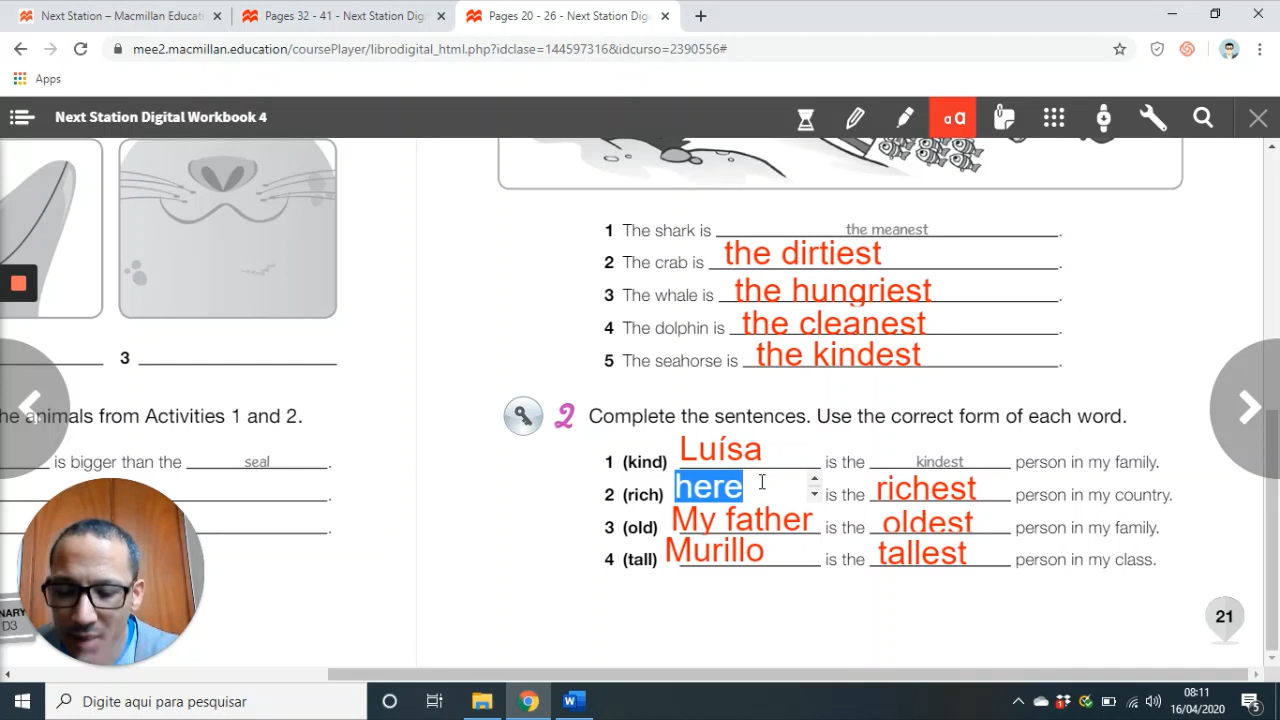 Next Station – Macmillan Educat
Pages 32 - 41 - Next Station Dig
Pages 20 - 26 - Next Station Dig
mee2.macmillan.education/coursePlayer/librodigital_html.php?idclase=144597316&idcurso=2390556#
Apps
Next Station Digital Workbook 4
aa
1 The shark is the meanest.
2 The crab is the dirtiest.
3 The whale is the hungriest.
4 The dolphin is the cleanest.
5 The seahorse is the kindest.
3
he animals from Activities 1 and 2.
is bigger than the seal.
2 Complete the sentences. Use the correct form of each word.
1 (kind) Luísa is the kindest person in my family.
2 (rich) here is the richest person in my country.
3 (old) My father is the oldest person in my family.
4 (tall) Murillo is the tallest person in my class.
NARY
D3
21
Digite aqui para pesquisar
08:11
16/04/2020
5